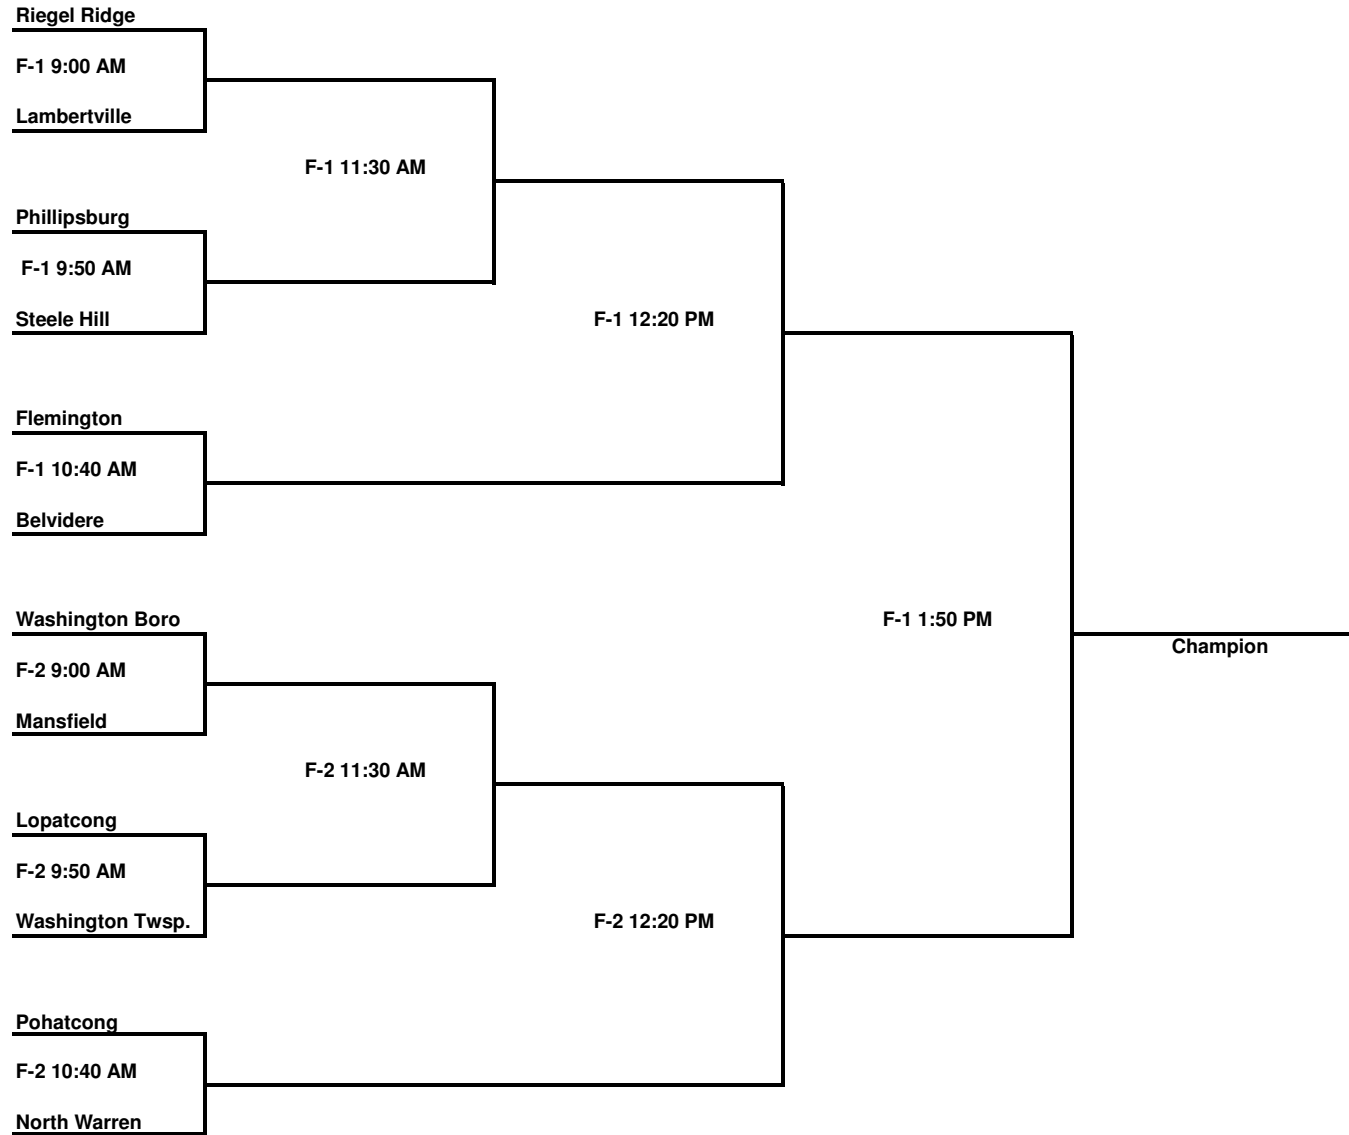 Riegel Ridge
F-1 9:00 AM
Lambertville
F-1 11:30 AM
Phillipsburg
F-1 9:50 AM
Steele Hill
F-1 12:20 PM
Flemington
F-1 10:40 AM
Belvidere
Washington Boro
F-1 1:50 PM
Champion
F-2 9:00 AM
Mansfield
F-2 11:30 AM
Lopatcong
F-2 9:50 AM
Washington Twsp.
F-2 12:20 PM
Pohatcong
F-2 10:40 AM
North Warren